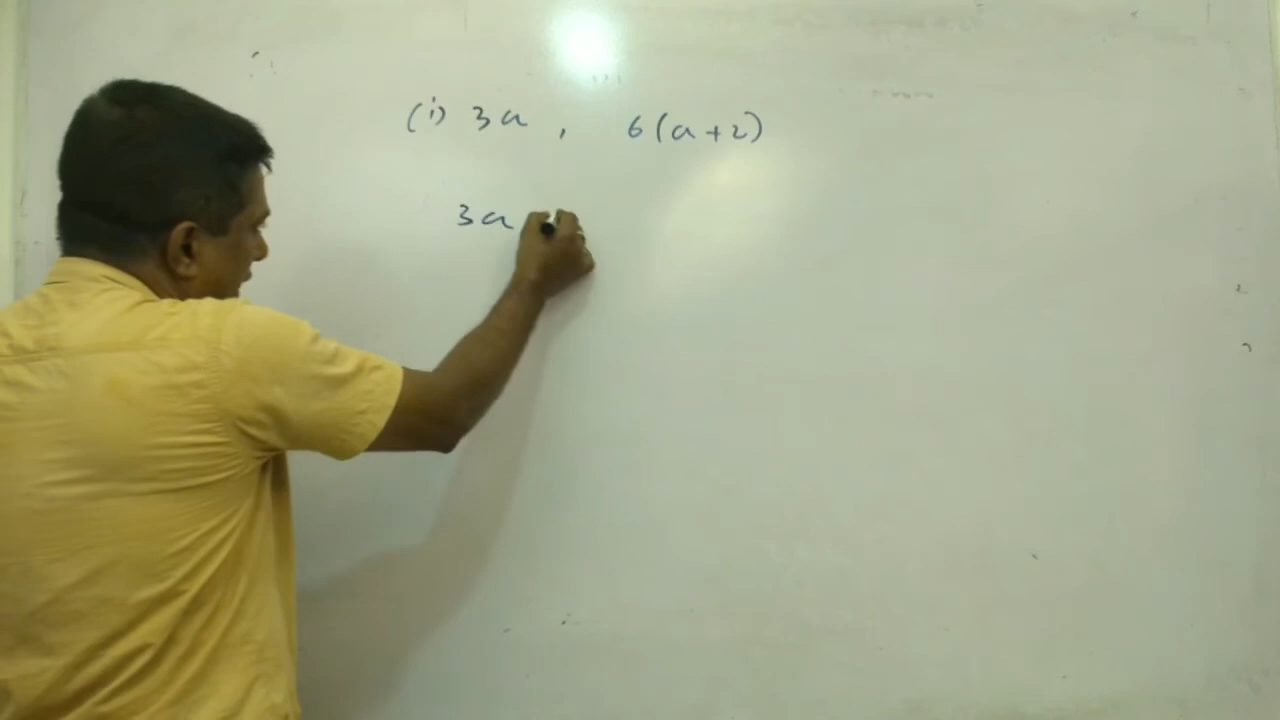 (i) 3a , 6(a+2)
3a